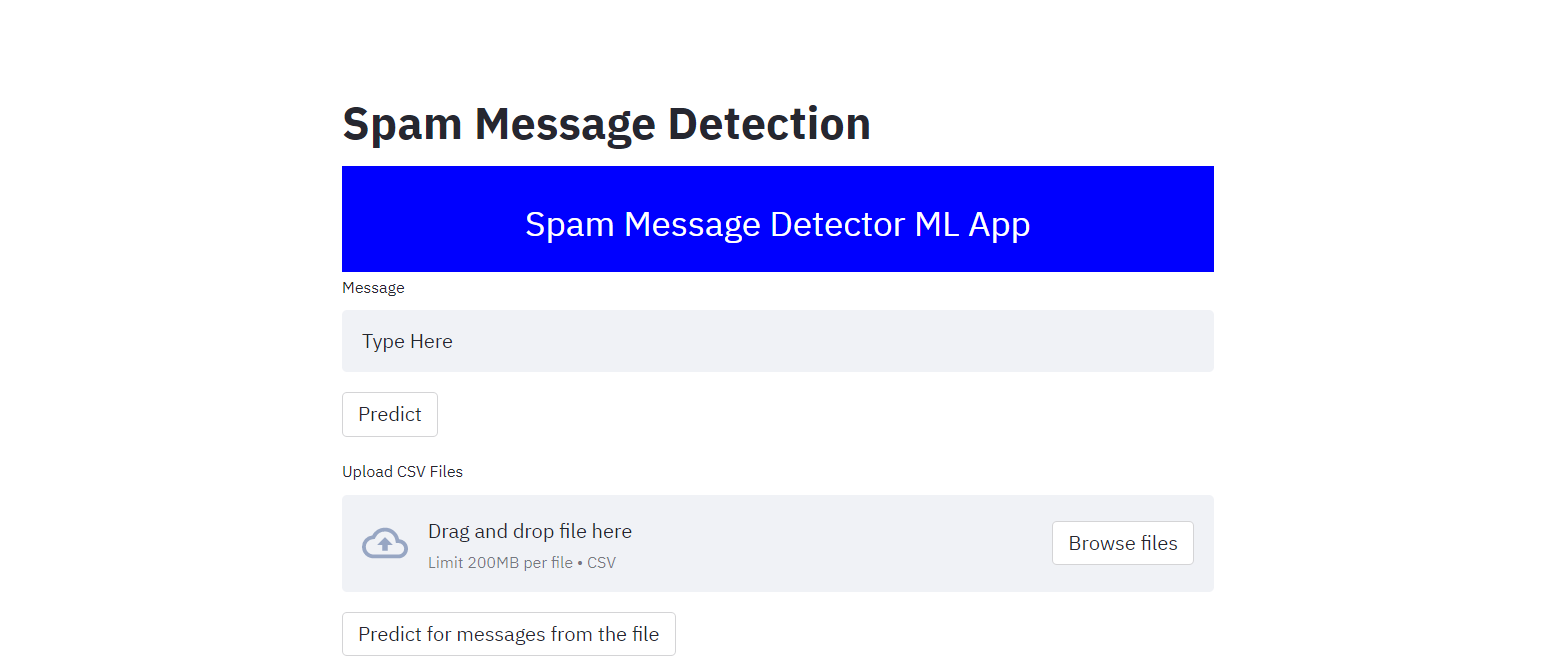 Spam Message Detection
Spam Message Detector ML App
Message
Type Here
Predict
Upload CSV Files
Drag and drop file here
Limit 200MB per file • CSV
Browse files
Predict for messages from the file